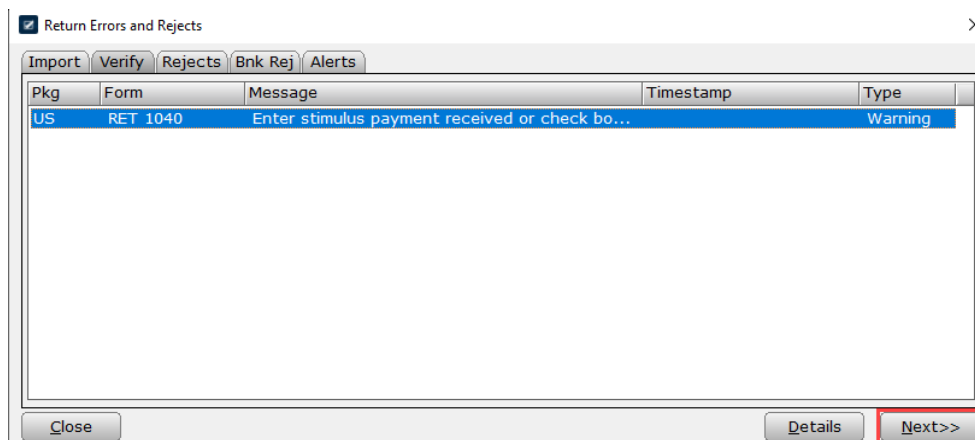 Return Errors and Rejects
Import Verify Rejects Bnk Rej Alerts
Pkg Form Message Timestamp Type
US RET 1040 Enter stimulus payment received or check bo... Warning
Close Details Next>>